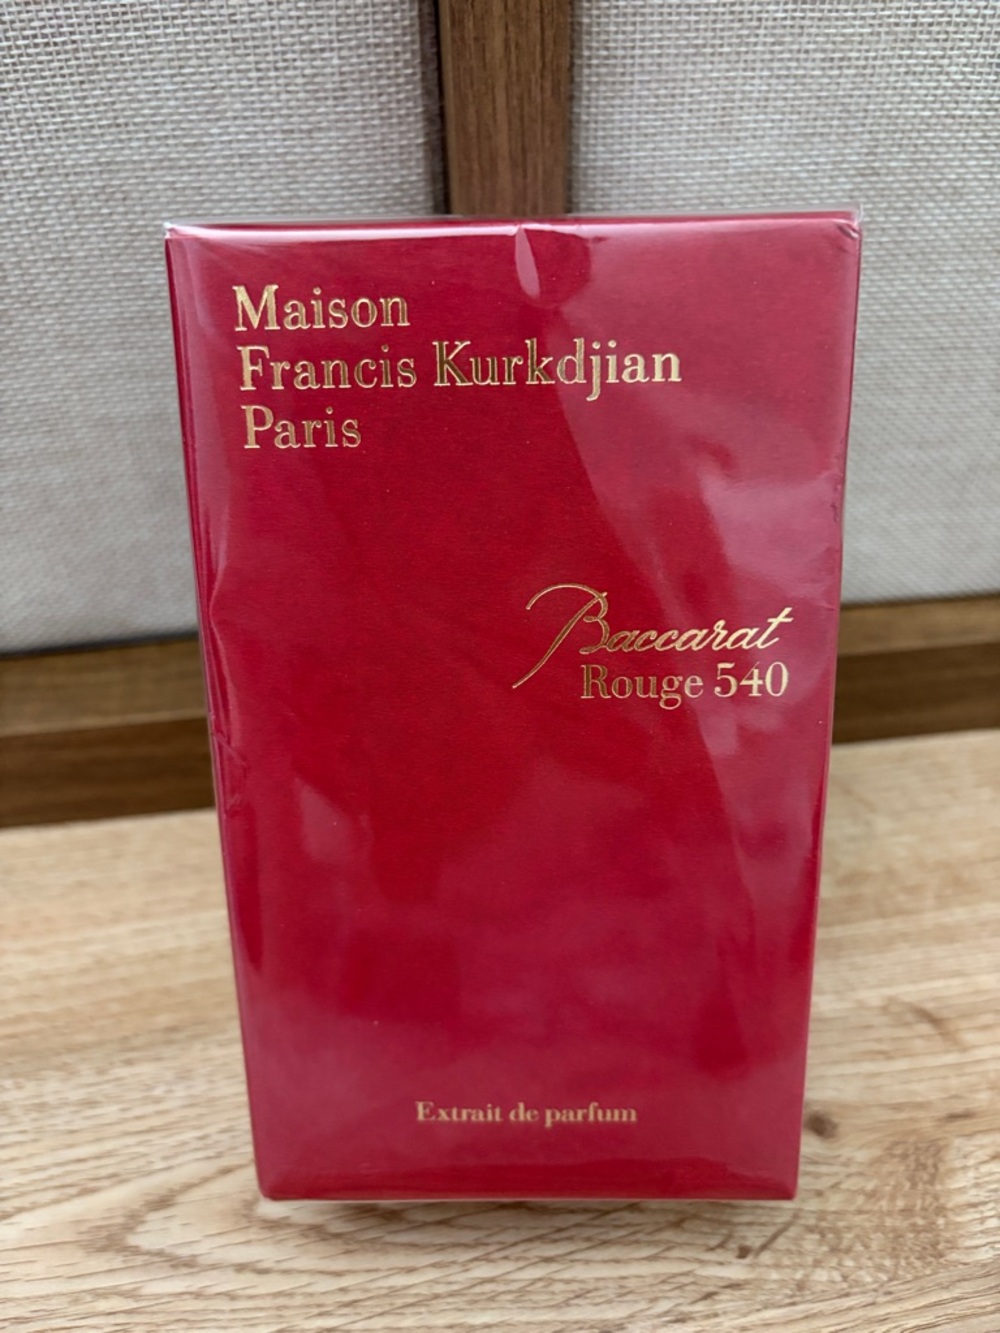 Maison
Francis Kurkdjian
Paris
Baccarat
Rouge 540
Extrait de parfum